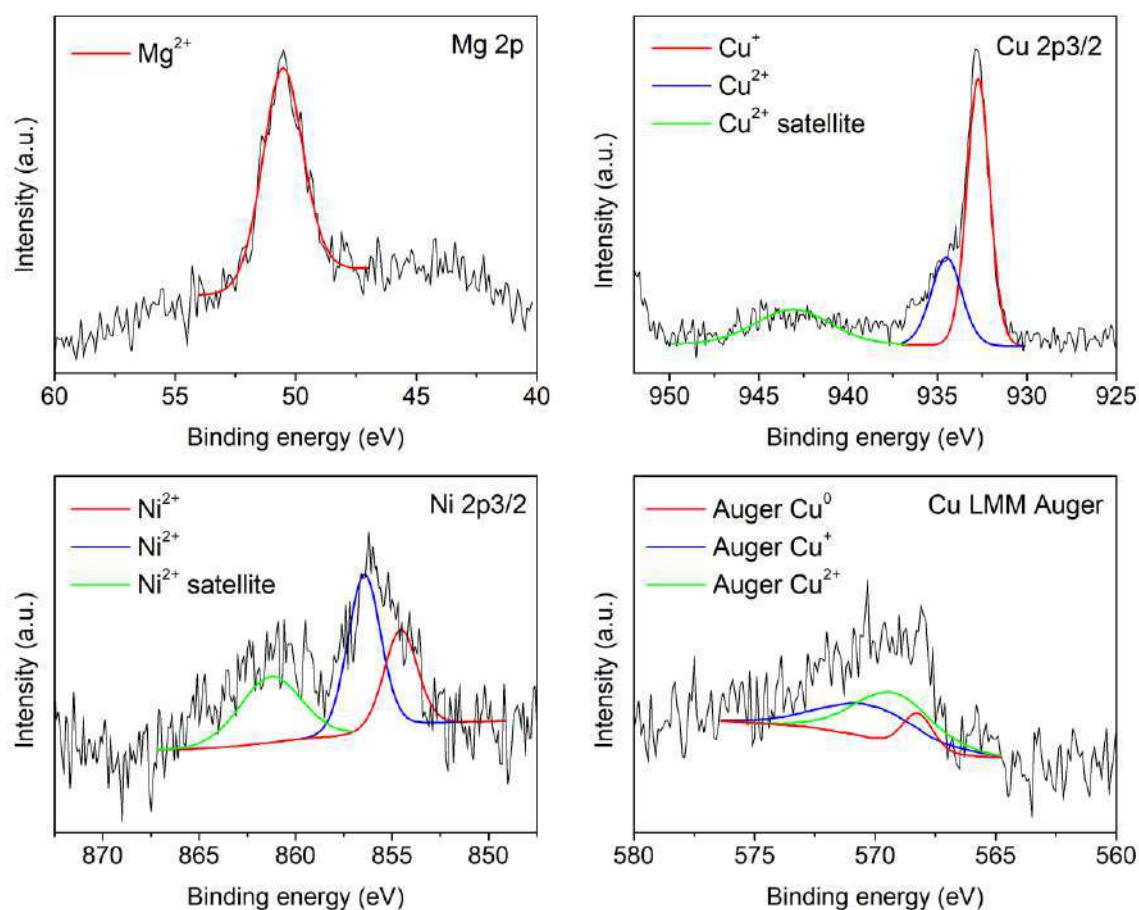 Mg²⁺
Mg 2p
Intensity (a.u.)
60 55 50 45 40
Binding energy (eV)
Cu⁺
Cu²⁺
Cu²⁺ satellite
Cu 2p3/2
Intensity (a.u.)
950 945 940 935 930 925
Binding energy (eV)
Ni²⁺
Ni²⁺
Ni²⁺ satellite
Ni 2p3/2
Intensity (a.u.)
870 865 860 855 850
Binding energy (eV)
Auger Cu⁰
Auger Cu⁺
Auger Cu²⁺
Cu LMM Auger
Intensity (a.u.)
580 575 570 565 560
Binding energy (eV)